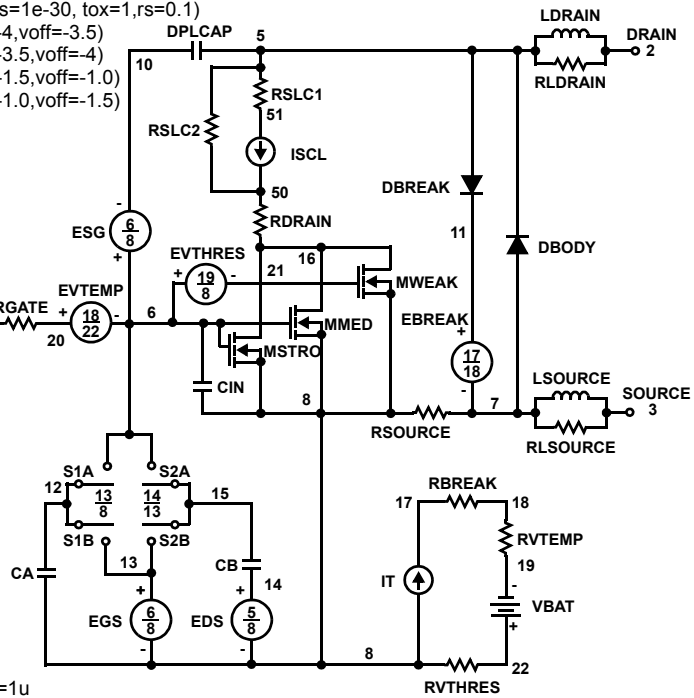 s=1e-30, tox=1,rs=0.1)
4,voff=-3.5)
3.5,voff=-4)
1.5,voff=-1.0)
1.0,voff=-1.5)
DPLCAP
5
10
LDRAIN
DRAIN
2
RLDRAIN
RSLC1
51
RSLC2
ISCL
50
DBREAK
RDRAIN
11
DBODY
-
ESG
6
8
+
EVTHRES
+
19
8
-
21
16
MWEAK
EVTEMP
RGATE
+
18
22
-
20
6
MMED
EBREAK
+
17
18
-
MSTRO
CIN
8
7
RSOURCE
LSOURCE
SOURCE
3
RLSOURCE
S1A
S2A
12
13
8
14
13
15
S1B
S2B
13
CA
CB
14
+
EGS
6
8
-
+
EDS
5
8
-
RBREAK
17
18
RVTEMP
19
IT
-
VBAT
+
8
22
RVTHRES
=1u